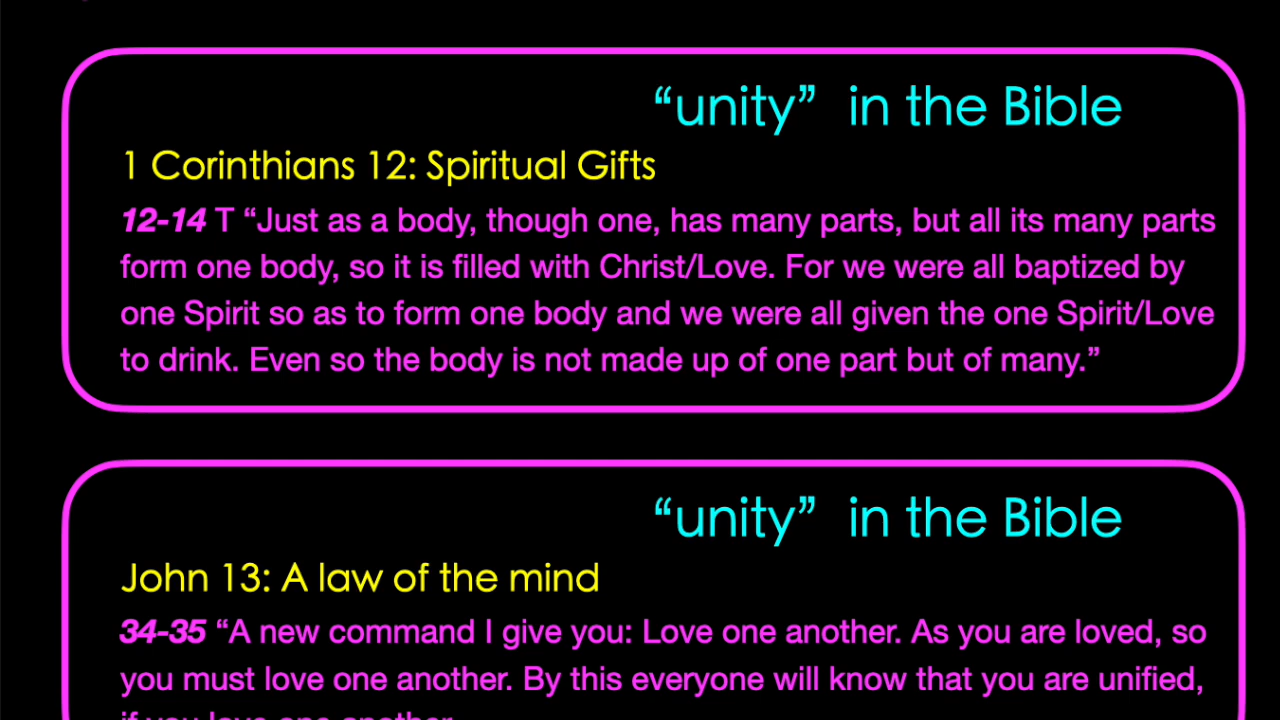 “unity” in the Bible
1 Corinthians 12: Spiritual Gifts
12-14 T “Just as a body, though one, has many parts, but all its many parts
form one body, so it is filled with Christ/Love. For we were all baptized by
one Spirit so as to form one body and we were all given the one Spirit/Love
to drink. Even so the body is not made up of one part but of many.”
“unity” in the Bible
John 13: A law of the mind
34-35 “A new command I give you: Love one another. As you are loved, so
you must love one another. By this everyone will know that you are unified,
if you love one another